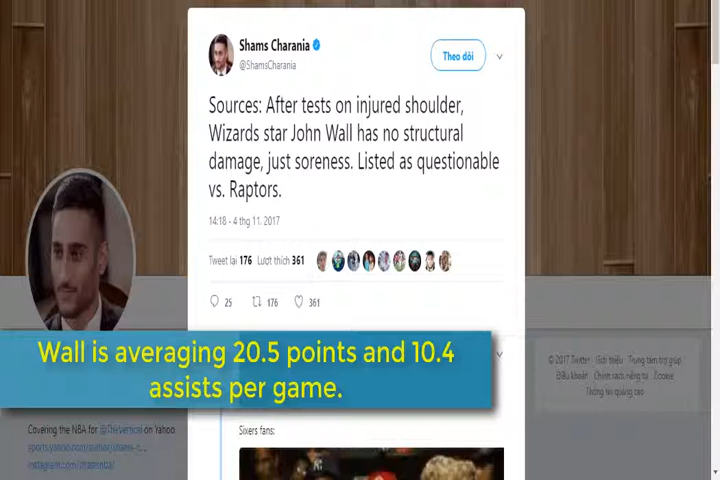 Shams Charania
@ShamsCharania
Theo dõi
Sources: After tests on injured shoulder,
Wizards star John Wall has no structural
damage, just soreness. Listed as questionable
vs. Raptors.
14:18 - 4 thg 11, 2017
Tweet lại 176 Lượt thích 361
25 176 361
Wall is averaging 20.5 points and 10.4
assists per game.
© 2017 Twitter Giới thiệu Trung tâm trợ giúp
Điều khoản Chính sách riêng tư Cookie
Thông tin quảng cáo
Covering the NBA for @TheVertical on Yahoo
sports.yahoo.com/author/shams-c…
instagram.com/shamsnba/
Sixers fans: